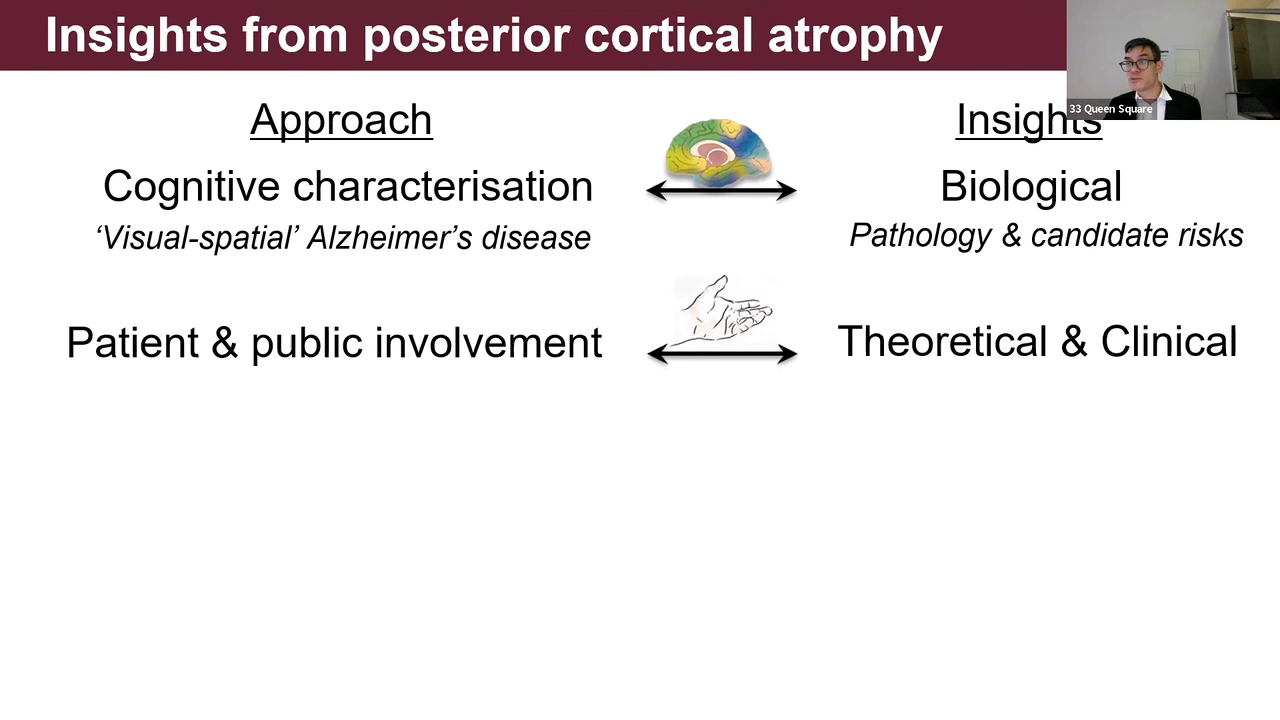 Insights from posterior cortical atrophy
33 Queen Square
Approach
Insights
Cognitive characterisation
Biological
‘Visual-spatial’ Alzheimer’s disease
Pathology & candidate risks
Patient & public involvement
Theoretical & Clinical